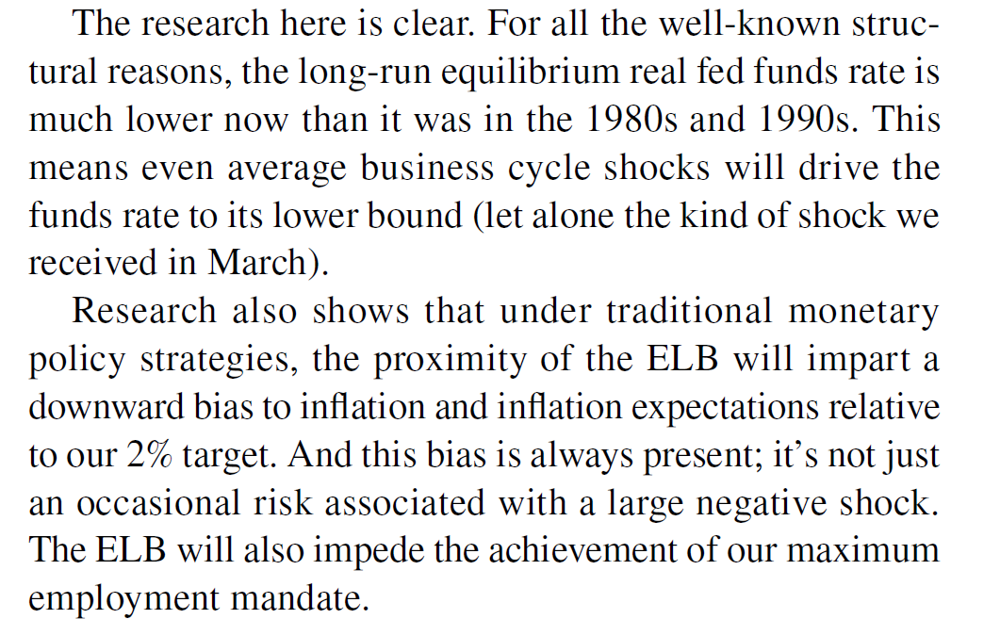 The research here is clear. For all the well-known struc-
tural reasons, the long-run equilibrium real fed funds rate is
much lower now than it was in the 1980s and 1990s. This
means even average business cycle shocks will drive the
funds rate to its lower bound (let alone the kind of shock we
received in March).
Research also shows that under traditional monetary
policy strategies, the proximity of the ELB will impart a
downward bias to inflation and inflation expectations relative
to our 2% target. And this bias is always present; it’s not just
an occasional risk associated with a large negative shock.
The ELB will also impede the achievement of our maximum
employment mandate.